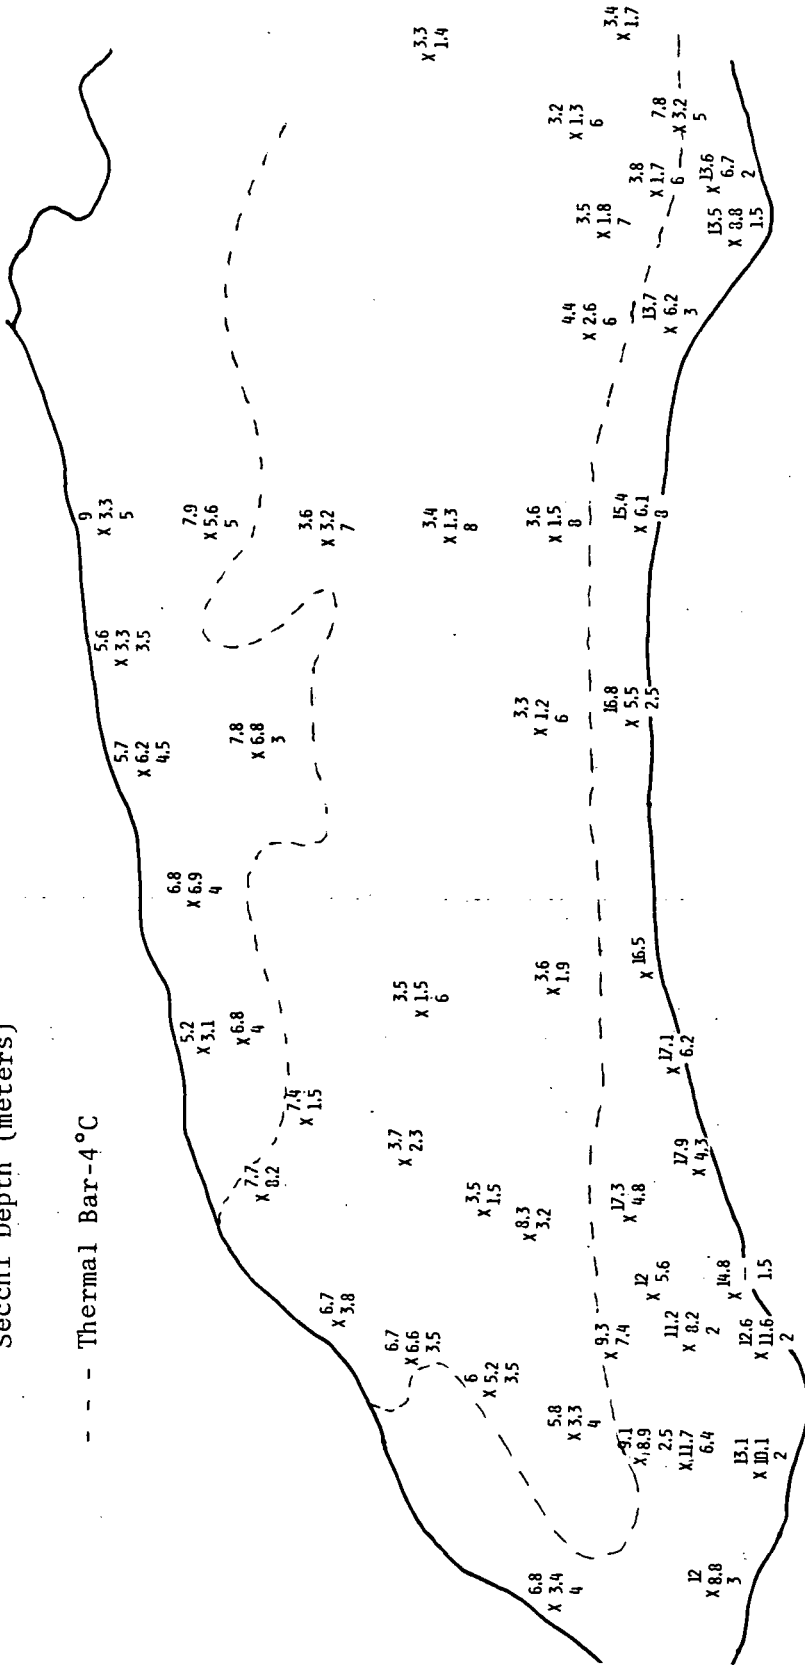 Secchi Depth (meters)
- - - Thermal Bar-4°C
9
X 3.3
5
5.6
X 3.3
3.5
5.7
X 6.2
4.5
6.8
X 6.9
4
7.9
X 5.6
5
5.2
X 3.1
X 6.8
4
7.8
X 6.8
3
7.7
X 8.2
7.4
X 1.5
3.6
X 3.2
7
6.7
X 3.8
6.7
X 6.6
3.5
3.7
X 2.3
3.5
X 1.5
6
3.4
X 1.3
8
X 3.3
1.4
6
X 5.2
3.5
3.5
X 1.5
X 8.3
3.2
3.3
X 1.2
6
3.6
X 1.9
3.6
X 1.5
8
6.8
X 3.4
4
5.8
X 3.3
4
4.4
X 2.6
6
3.5
X 1.8
7
3.2
X 1.3
6
3.4
X 1.7
9.3
X 7.4
9.1
X 8.9
17.3
X 4.8
16.8
X 5.5
2.5
15.4
X 6.1
8
13.7
X 6.2
3
3.8
X 1.7
6
7.8
X 3.2
5
2.5
X 11.7
6.4
12
X 5.6
11.2
X 8.2
2
17.9
X 4.3
X 17.1
6.2
X 16.5
13.5
X 8.8
1.5
X 13.6
6.7
2
12
X 8.8
3
13.1
X 10.1
2
12.6
X 11.6
2
14.8
X
1.5